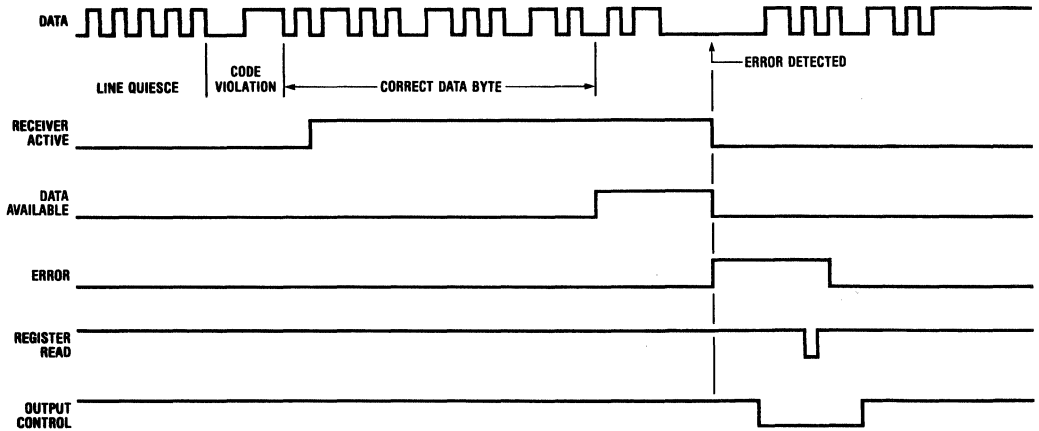 DATA
ERROR DETECTED
LINE QUIESCE
CODE
VIOLATION
CORRECT DATA BYTE
RECEIVER
ACTIVE
DATA
AVAILABLE
ERROR
REGISTER
READ
OUTPUT
CONTROL